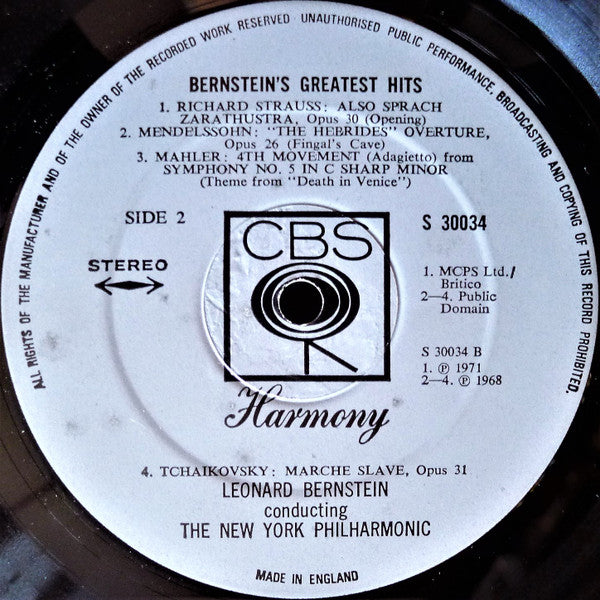 ALL RIGHTS OF THE MANUFACTURER AND OF THE OWNER OF THE RECORDED WORK RESERVED UNAUTHORISED PUBLIC PERFORMANCE, BROADCASTING AND COPYING OF THIS RECORD PROHIBITED.
BERNSTEIN'S GREATEST HITS
1. RICHARD STRAUSS: ALSO SPRACH
ZARATHUSTRA, Opus 30 (Opening)
2. MENDELSSOHN: "THE HEBRIDES" OVERTURE,
Opus 26 (Fingal's Cave)
3. MAHLER: 4TH MOVEMENT (Adagietto) from
SYMPHONY NO. 5 IN C SHARP MINOR
(Theme from "Death in Venice")
SIDE 2
STEREO
CBS
S 30034
1. MCPS Ltd./
Britico
2—4. Public
Domain
S 30034 B
1. ℗ 1971
2—4. ℗ 1968
Harmony
4. TCHAIKOVSKY: MARCHE SLAVE, Opus 31
LEONARD BERNSTEIN
conducting
THE NEW YORK PHILHARMONIC
MADE IN ENGLAND